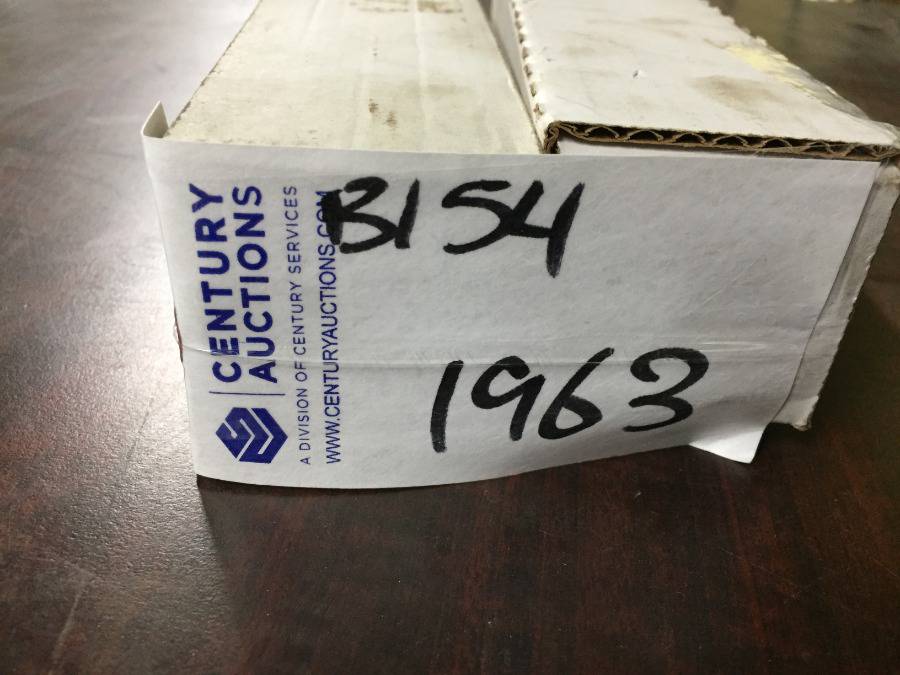 CENTURY
AUCTIONS
A DIVISION OF CENTURY SERVICES
WWW.CENTURYAUCTIONS.COM
B154
1963